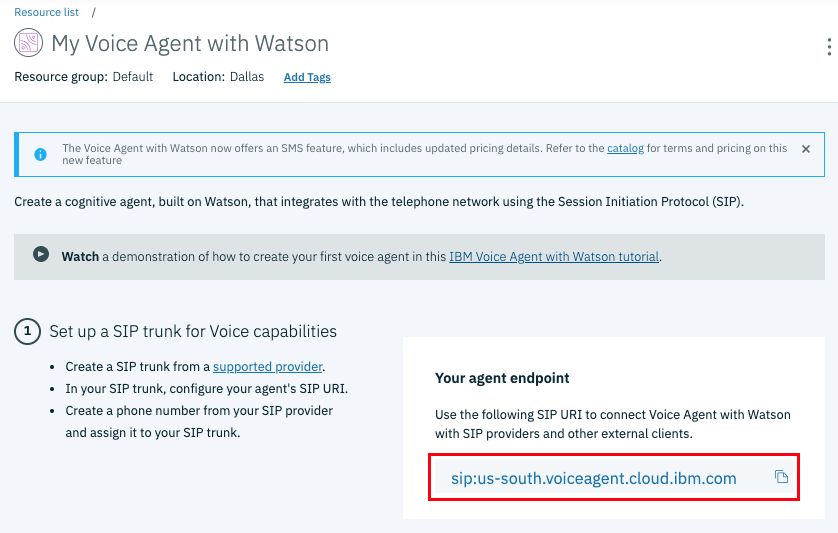 Resource list /
My Voice Agent with Watson
Resource group: Default Location: Dallas Add Tags
The Voice Agent with Watson now offers an SMS feature, which includes updated pricing details. Refer to the catalog for terms and pricing on this
new feature
Create a cognitive agent, built on Watson, that integrates with the telephone network using the Session Initiation Protocol (SIP).
Watch a demonstration of how to create your first voice agent in this IBM Voice Agent with Watson tutorial.
1 Set up a SIP trunk for Voice capabilities
• Create a SIP trunk from a supported provider.
• In your SIP trunk, configure your agent's SIP URI.
• Create a phone number from your SIP provider
and assign it to your SIP trunk.
Your agent endpoint
Use the following SIP URI to connect Voice Agent with Watson
with SIP providers and other external clients.
sip:us-south.voiceagent.cloud.ibm.com